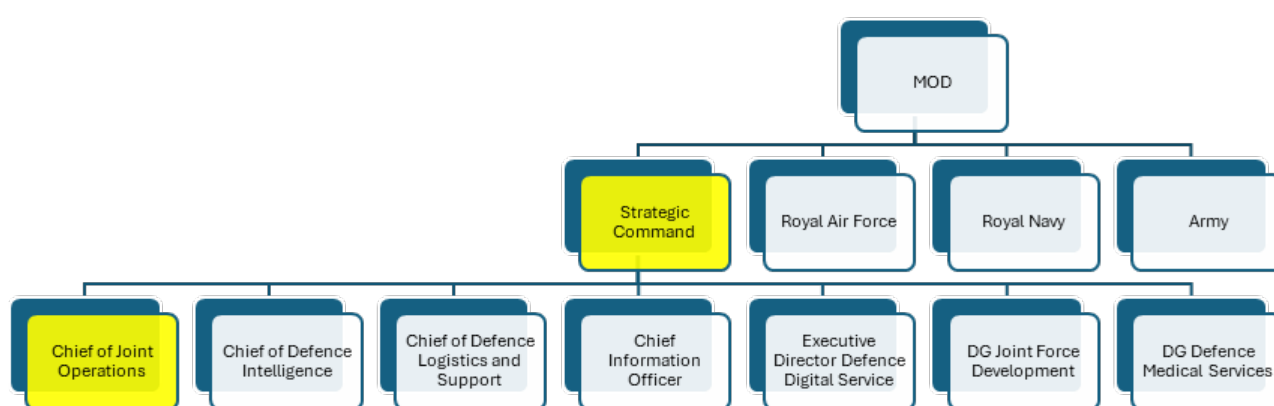 MOD
Strategic
Command
Royal Air Force
Royal Navy
Army
Chief of Joint
Operations
Chief of Defence
Intelligence
Chief of Defence
Logistics and
Support
Chief
Information
Officer
Executive
Director Defence
Digital Service
DG Joint Force
Development
DG Defence
Medical Services